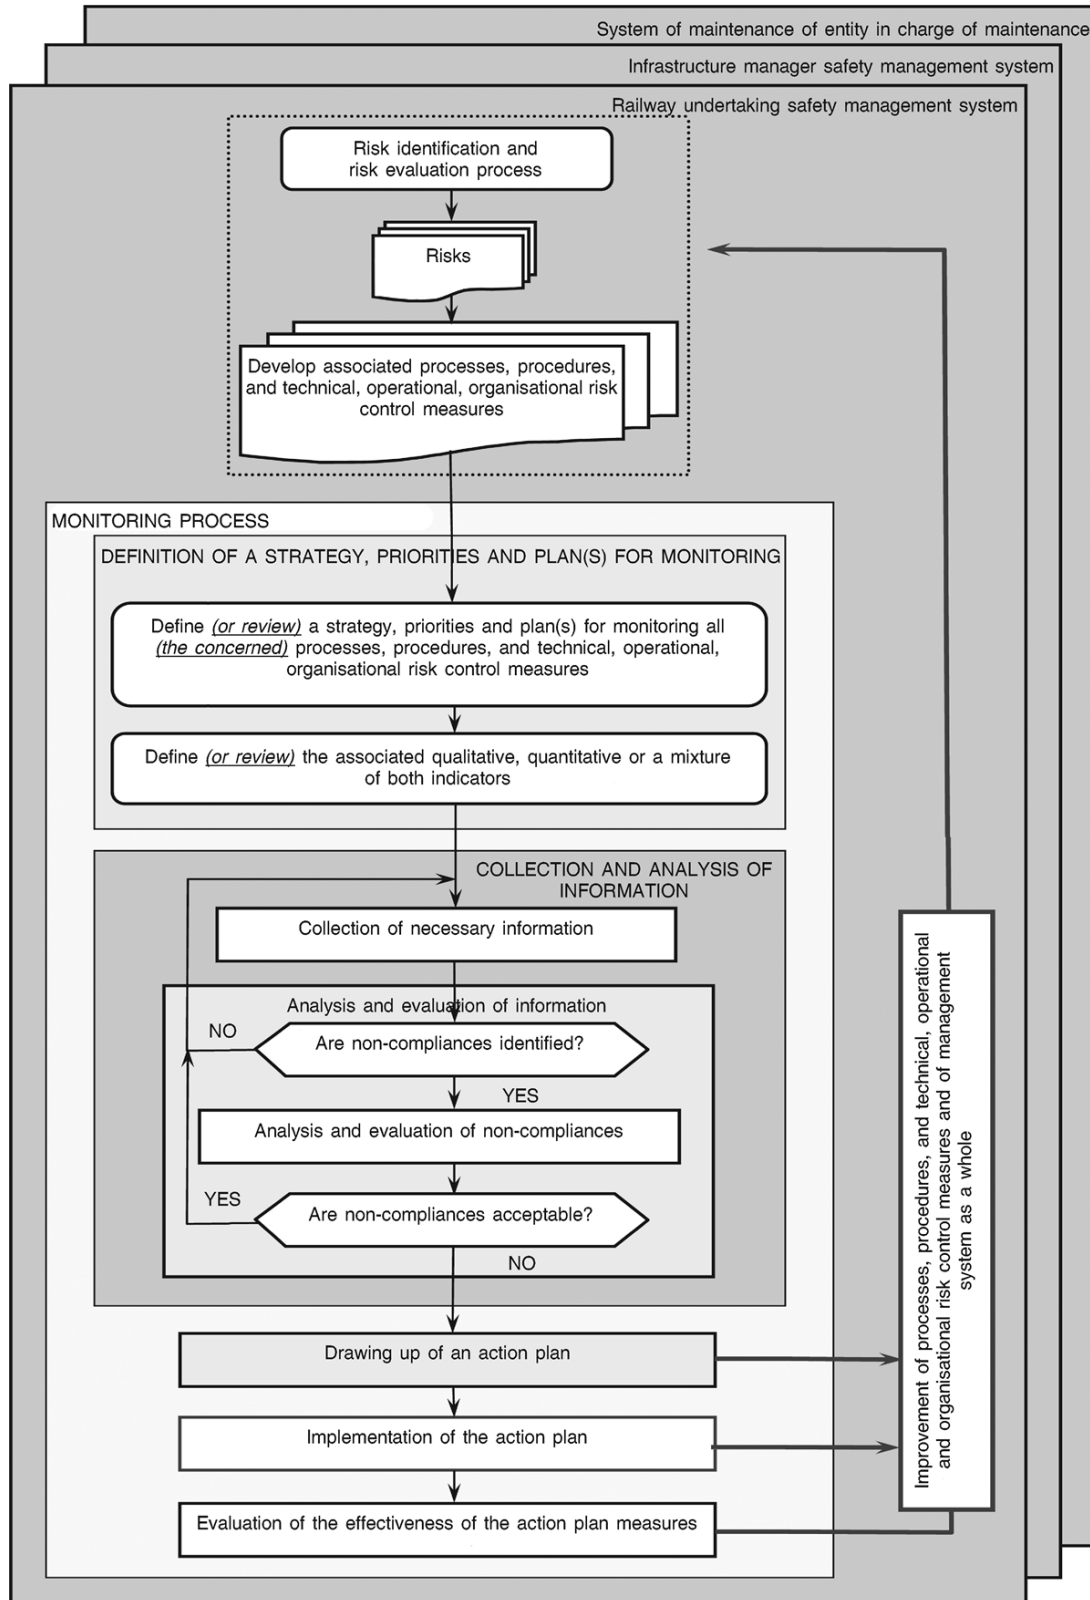 System of maintenance of entity in charge of maintenance
Infrastructure manager safety management system
Railway undertaking safety management system
Risk identification and
risk evaluation process
Risks
Develop associated processes, procedures,
and technical, operational, organisational risk
control measures
MONITORING PROCESS
DEFINITION OF A STRATEGY, PRIORITIES AND PLAN(S) FOR MONITORING
Define (or review) a strategy, priorities and plan(s) for monitoring all
(the concerned) processes, procedures, and technical, operational,
organisational risk control measures
Define (or review) the associated qualitative, quantitative or a mixture
of both indicators
COLLECTION AND ANALYSIS OF
INFORMATION
Collection of necessary information
Analysis and evaluation of information
NO
Are non-compliances identified?
YES
Analysis and evaluation of non-compliances
YES
Are non-compliances acceptable?
NO
Drawing up of an action plan
Implementation of the action plan
Evaluation of the effectiveness of the action plan measures
Improvement of processes, procedures, and technical, operational
and organisational risk control measures and of management
system as a whole